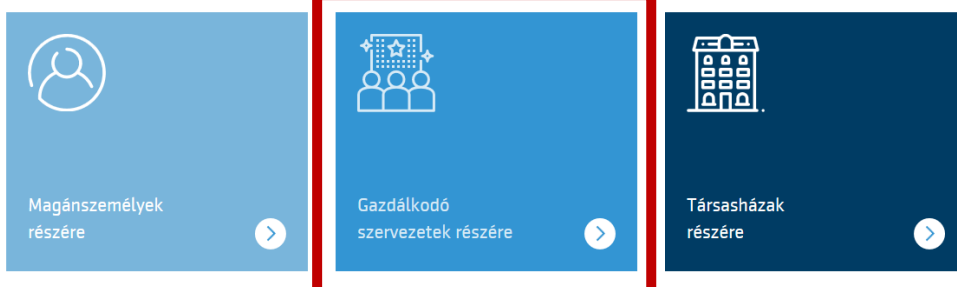 Magánszemélyek
részére
Gazdálkodó
szervezetek részére
Társasházak
részére